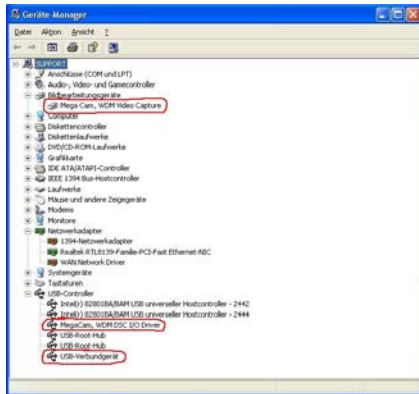 Geräte-Manager
Datei Aktion Ansicht ?
SUPPORT
Anschlüsse (COM und LPT)
Audio-, Video- und Gamecontroller
Bildbearbeitungsgeräte
Mega Cam, WDM Video Capture
Computer
Diskettencontroller
Diskettenlaufwerke
DVD/CD-ROM-Laufwerke
Grafikkarte
IDE ATA/ATAPI-Controller
IEEE 1394 Bus-Hostcontroller
Laufwerke
Mäuse und andere Zeigegeräte
Modems
Monitore
Netzwerkadapter
1394-Netzwerkadapter
Realtek RTL8139-Familie-PCI-Fast Ethernet-NIC
WAN Network Driver
Systemgeräte
Tastaturen
USB-Controller
Intel(r) 82801BA/BAM USB universeller Hostcontroller - 2442
Intel(r) 82801BA/BAM USB universeller Hostcontroller - 2444
MegaCam, WDM DSC I/O Driver
USB-Root-Hub
USB-Root-Hub
USB-Verbundgerät